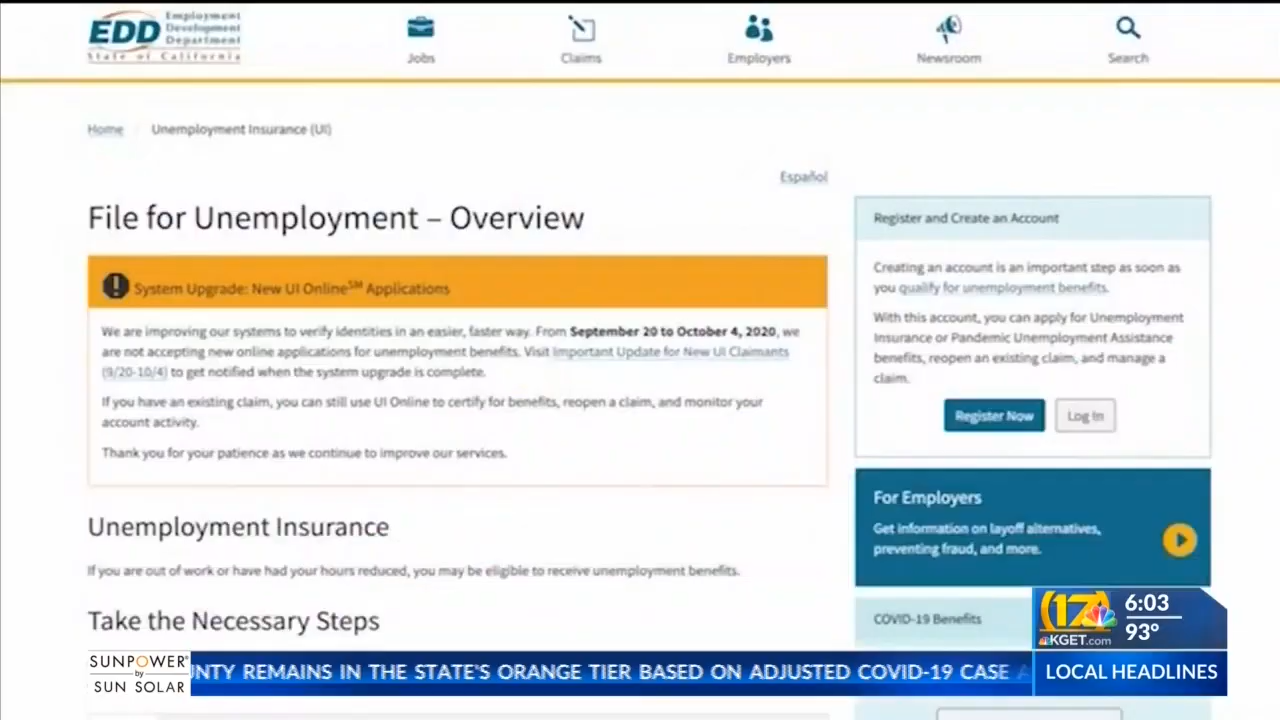 EDD
Employment
Development
Department
State of California
Jobs
Claims
Employers
Newsroom
Search
Home
Unemployment Insurance (UI)
Español
File for Unemployment – Overview
System Upgrade: New UI Online℠ Applications
We are improving our systems to verify identities in an easier, faster way. From September 20 to October 4, 2020, we
are not accepting new online applications for unemployment benefits. Visit Important Update for New UI Claimants
(9/20-10/4) to get notified when the system upgrade is complete.
If you have an existing claim, you can still use UI Online to certify for benefits, reopen a claim, and monitor your
account activity.
Thank you for your patience as we continue to improve our services.
Unemployment Insurance
If you are out of work or have had your hours reduced, you may be eligible to receive unemployment benefits.
Take the Necessary Steps
Register and Create an Account
Creating an account is an important step as soon as
you qualify for unemployment benefits.
With this account, you can apply for Unemployment
Insurance or Pandemic Unemployment Assistance
benefits, reopen an existing claim, and manage a
claim.
Register Now
Log In
For Employers
Get information on layoff alternatives,
preventing fraud, and more.
COVID-19 Benefits
17
KGET.com
6:03
93°
SUNPOWER®
by
SUN SOLAR
UNTY REMAINS IN THE STATE'S ORANGE TIER BASED ON ADJUSTED COVID-19 CASE
LOCAL HEADLINES